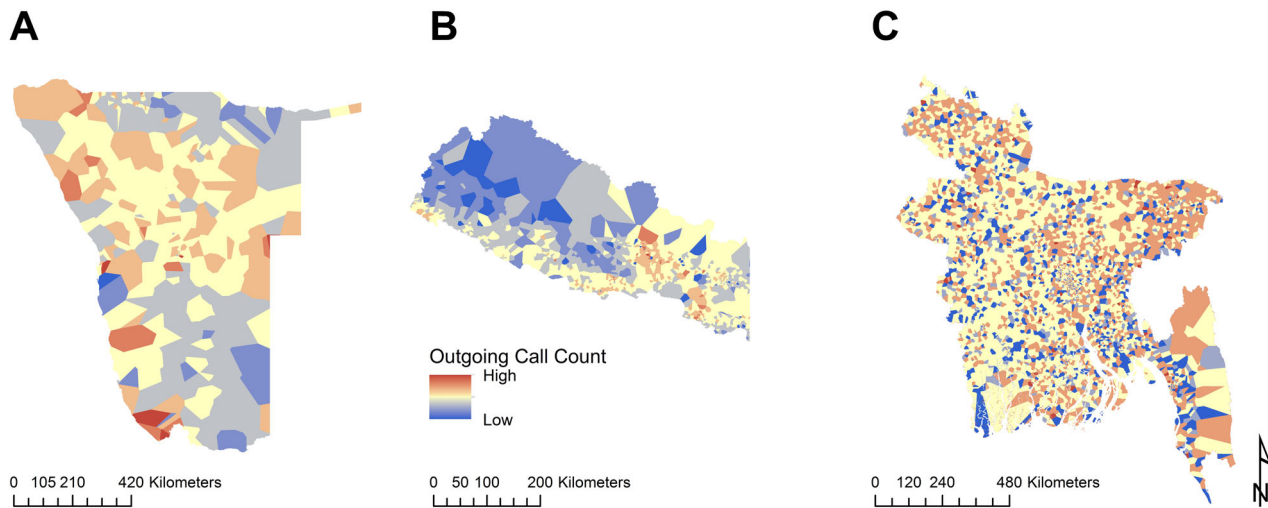 A
B
C
Outgoing Call Count
High
Low
0 105 210 420 Kilometers
0 50 100 200 Kilometers
0 120 240 480 Kilometers
N